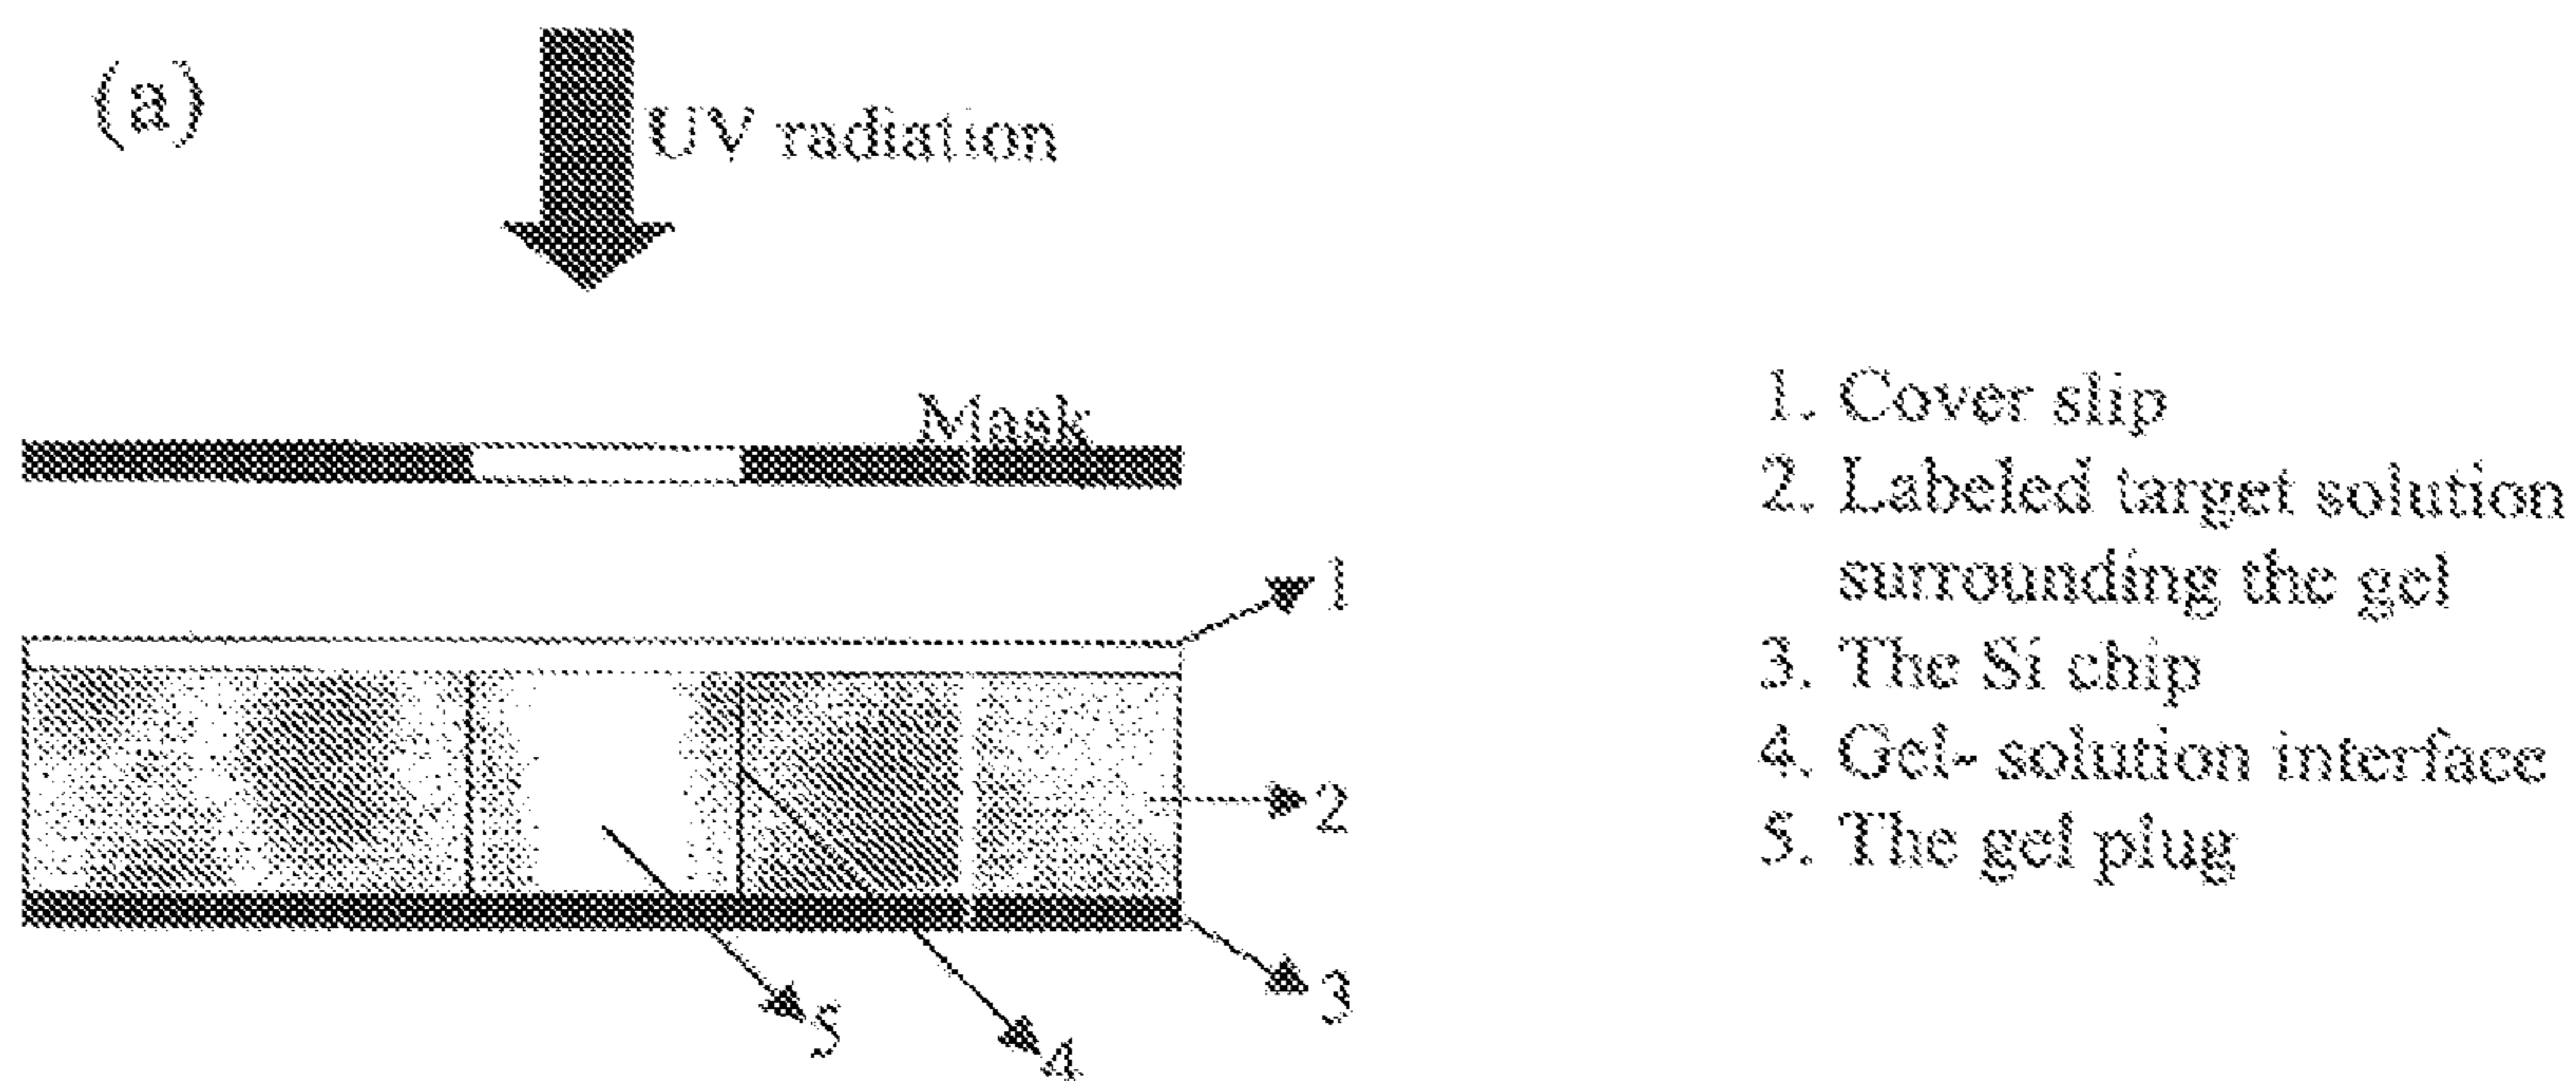 (a)
UV radiation
Mask
1
2
3
4
5
1. Cover slip
2. Labeled target solution
surrounding the gel
3. The Si chip
4. Gel- solution interface
5. The gel plug